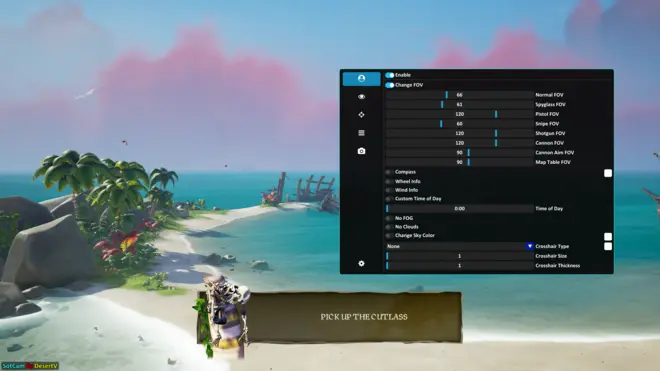 Enable
Change FOV
66 Normal FOV
61 Spyglass FOV
120 Pistol FOV
60 Snipe FOV
120 Shotgun FOV
120 Cannon FOV
90 Cannon Aim FOV
90 Map Table FOV
Compass
Wheel Info
Wind Info
Custom Time of Day
0:00 Time of Day
No FOG
No Clouds
Change Sky Color
None Crosshair Type
1 Crosshair Size
1 Crosshair Thickness
PICK UP THE CUTLASS